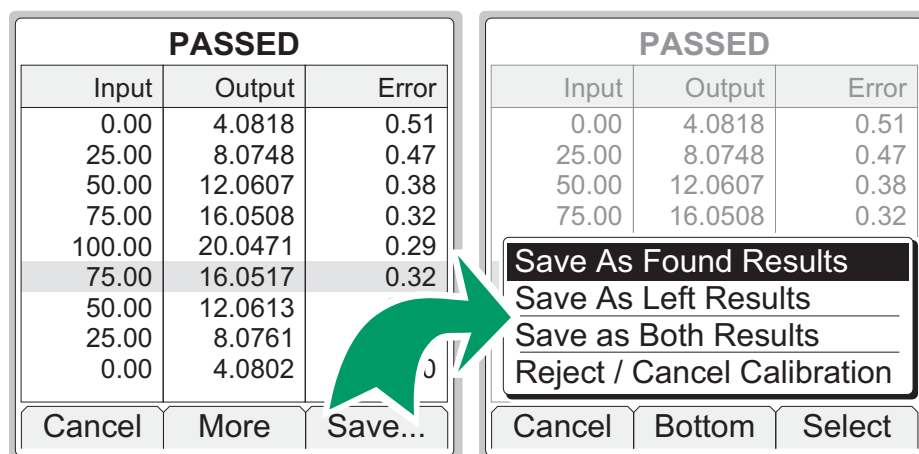 PASSED
Input Output Error
0.00 4.0818 0.51
25.00 8.0748 0.47
50.00 12.0607 0.38
75.00 16.0508 0.32
100.00 20.0471 0.29
75.00 16.0517 0.32
50.00 12.0613
25.00 8.0761
0.00 4.0802
Cancel More Save...
PASSED
Input Output Error
0.00 4.0818 0.51
25.00 8.0748 0.47
50.00 12.0607 0.38
75.00 16.0508 0.32
Save As Found Results
Save As Left Results
Save as Both Results
Reject / Cancel Calibration
Cancel Bottom Select